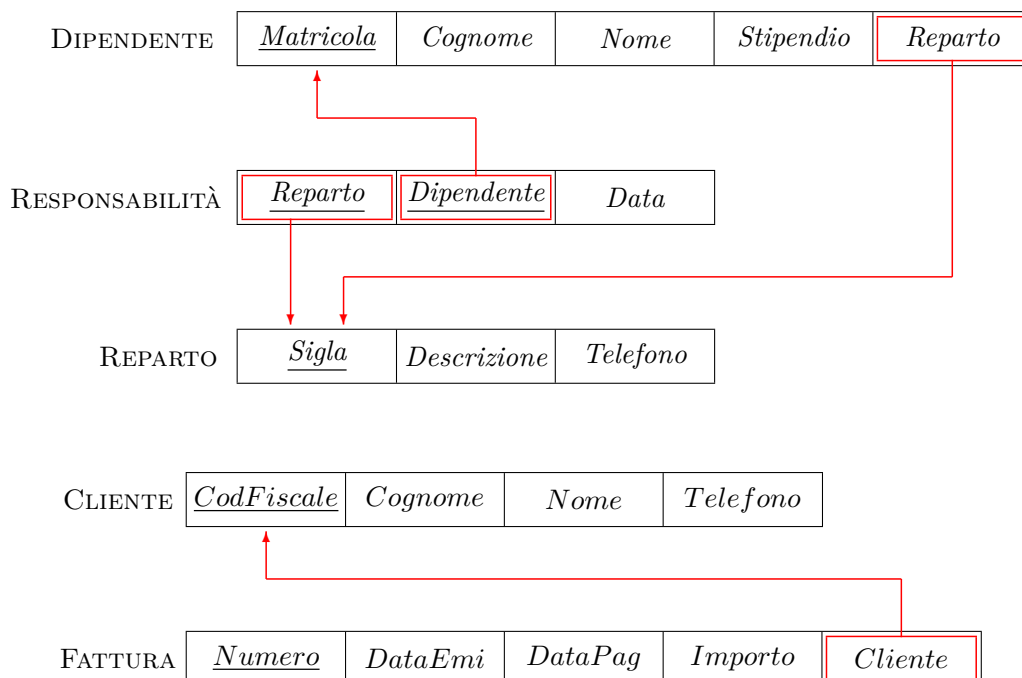 DIPENDENTE Matricola Cognome Nome Stipendio Reparto
RESPONSABILITÀ Reparto Dipendente Data
REPARTO Sigla Descrizione Telefono
CLIENTE CodFiscale Cognome Nome Telefono
FATTURA Numero DataEmi DataPag Importo Cliente